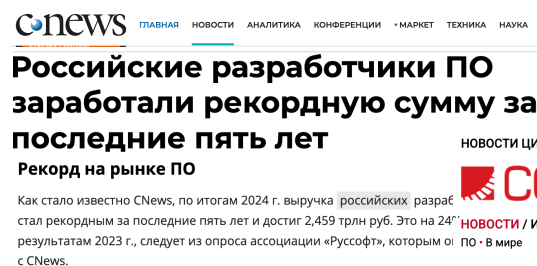 cnews
ГЛАВНАЯ НОВОСТИ АНАЛИТИКА КОНФЕРЕНЦИИ МАРКЕТ ТЕХНИКА НАУКА
Российские разработчики ПО
заработали рекордную сумму за
последние пять лет
Рекорд на рынке ПО
Как стало известно CNews, по итогам 2024 г. выручка российских
стал рекордным за последние пять лет и достиг 2,459 трлн руб. Это на
результатам 2023 г., следует из опроса ассоциации «Руссофт», которым
с CNews.
НОВОСТИ
НОВОСТИ /
ПО • В мире